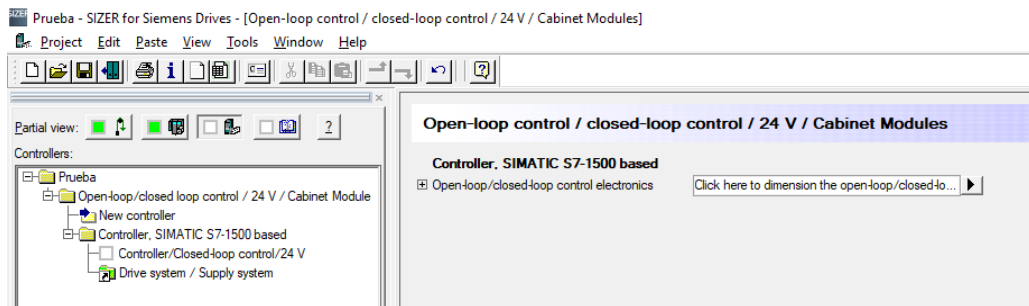 Prueba - SIZER for Siemens Drives - [Open-loop control / closed-loop control / 24 V / Cabinet Modules]
Project Edit Paste View Tools Window Help
Partial view: ?
Controllers:
Prueba
Open-loop/closed loop control / 24 V / Cabinet Module
New controller
Controller, SIMATIC S7-1500 based
Controller/Closed-loop control/24 V
Drive system / Supply system
Open-loop control / closed-loop control / 24 V / Cabinet Modules
Controller, SIMATIC S7-1500 based
Open-loop/closed-loop control electronics Click here to dimension the open-loop/closed-lo...